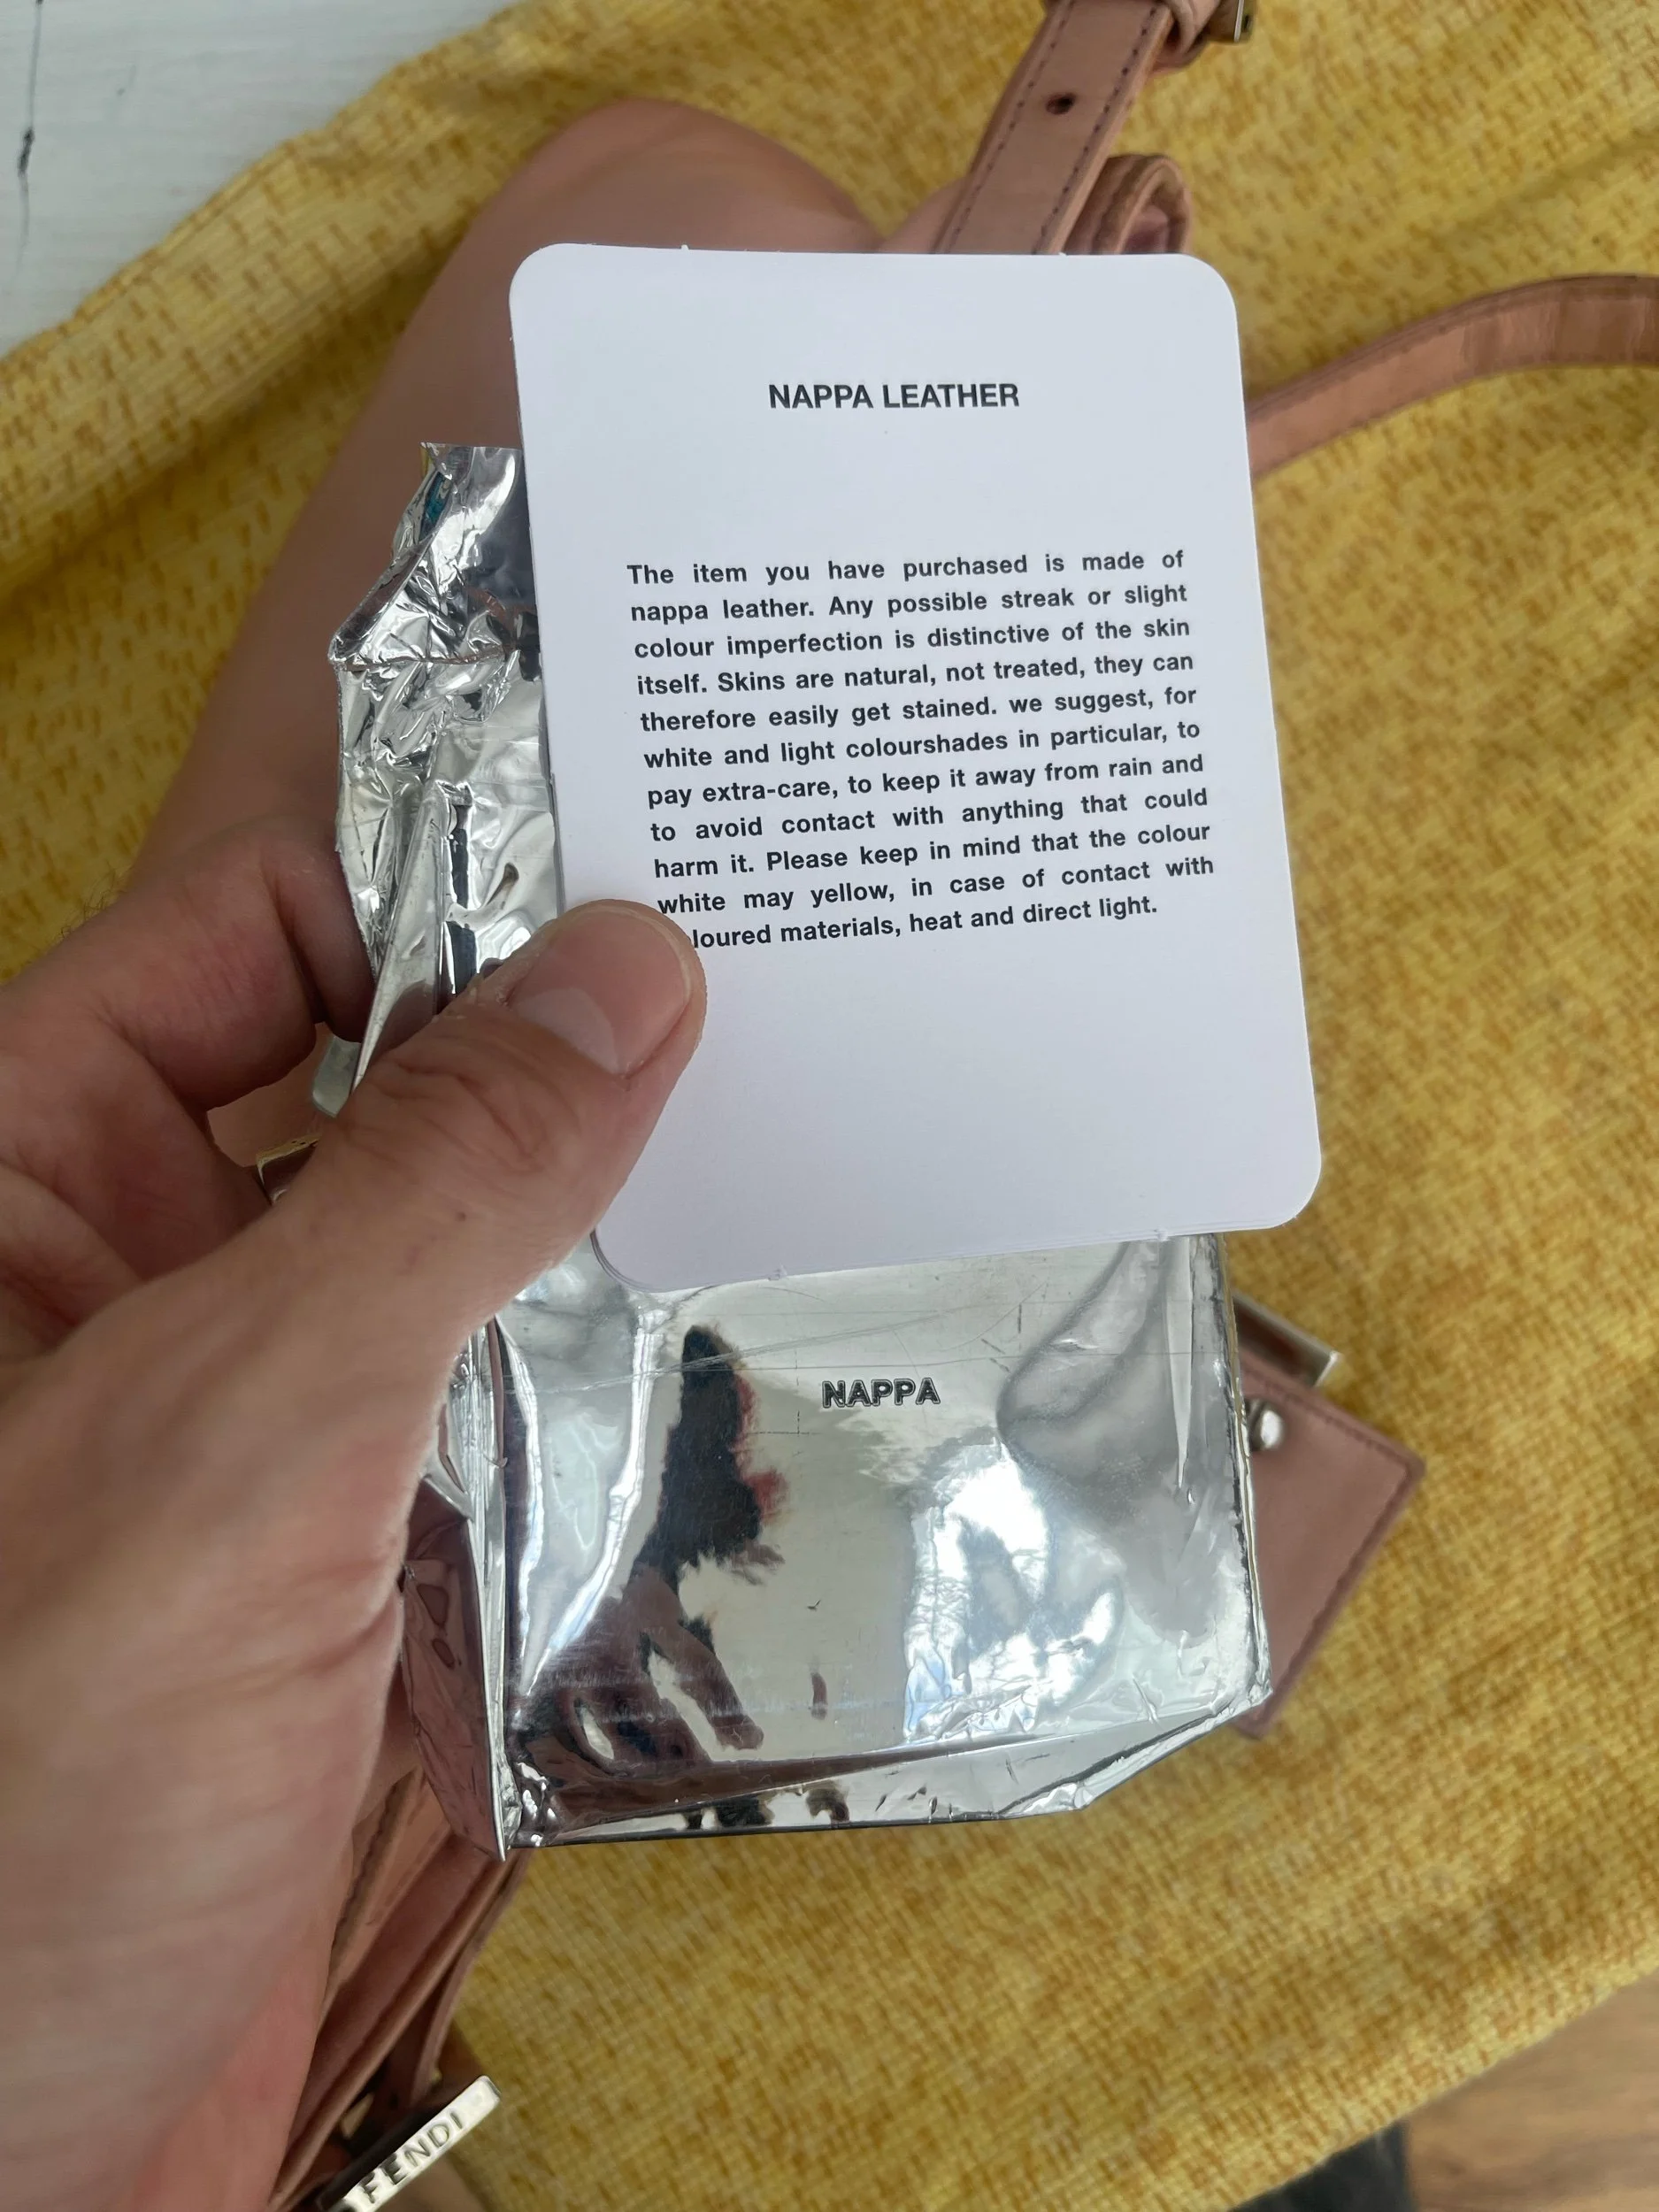 NAPPA LEATHER
The item you have purchased is made of
nappa leather. Any possible streak or slight
colour imperfection is distinctive of the skin
itself. Skins are natural, not treated, they can
therefore easily get stained. we suggest, for
white and light colourshades in particular, to
pay extra-care, to keep it away from rain and
to avoid contact with anything that could
harm it. Please keep in mind that the colour
white may yellow, in case of contact with
loured materials, heat and direct light.
NAPPA
FENDI